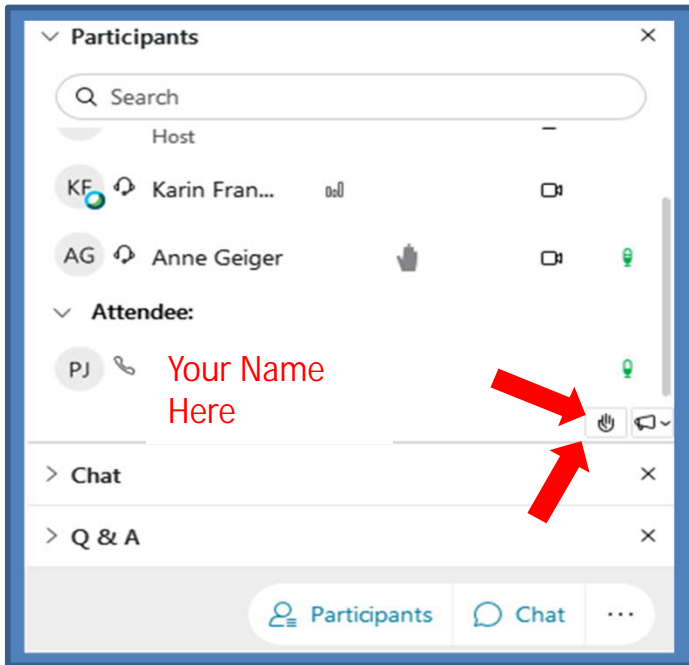 Participants
Search
Host
KF Karin Fran...
AG Anne Geiger
Attendee:
PJ Your Name
Here
Chat
Q & A
Participants Chat ...